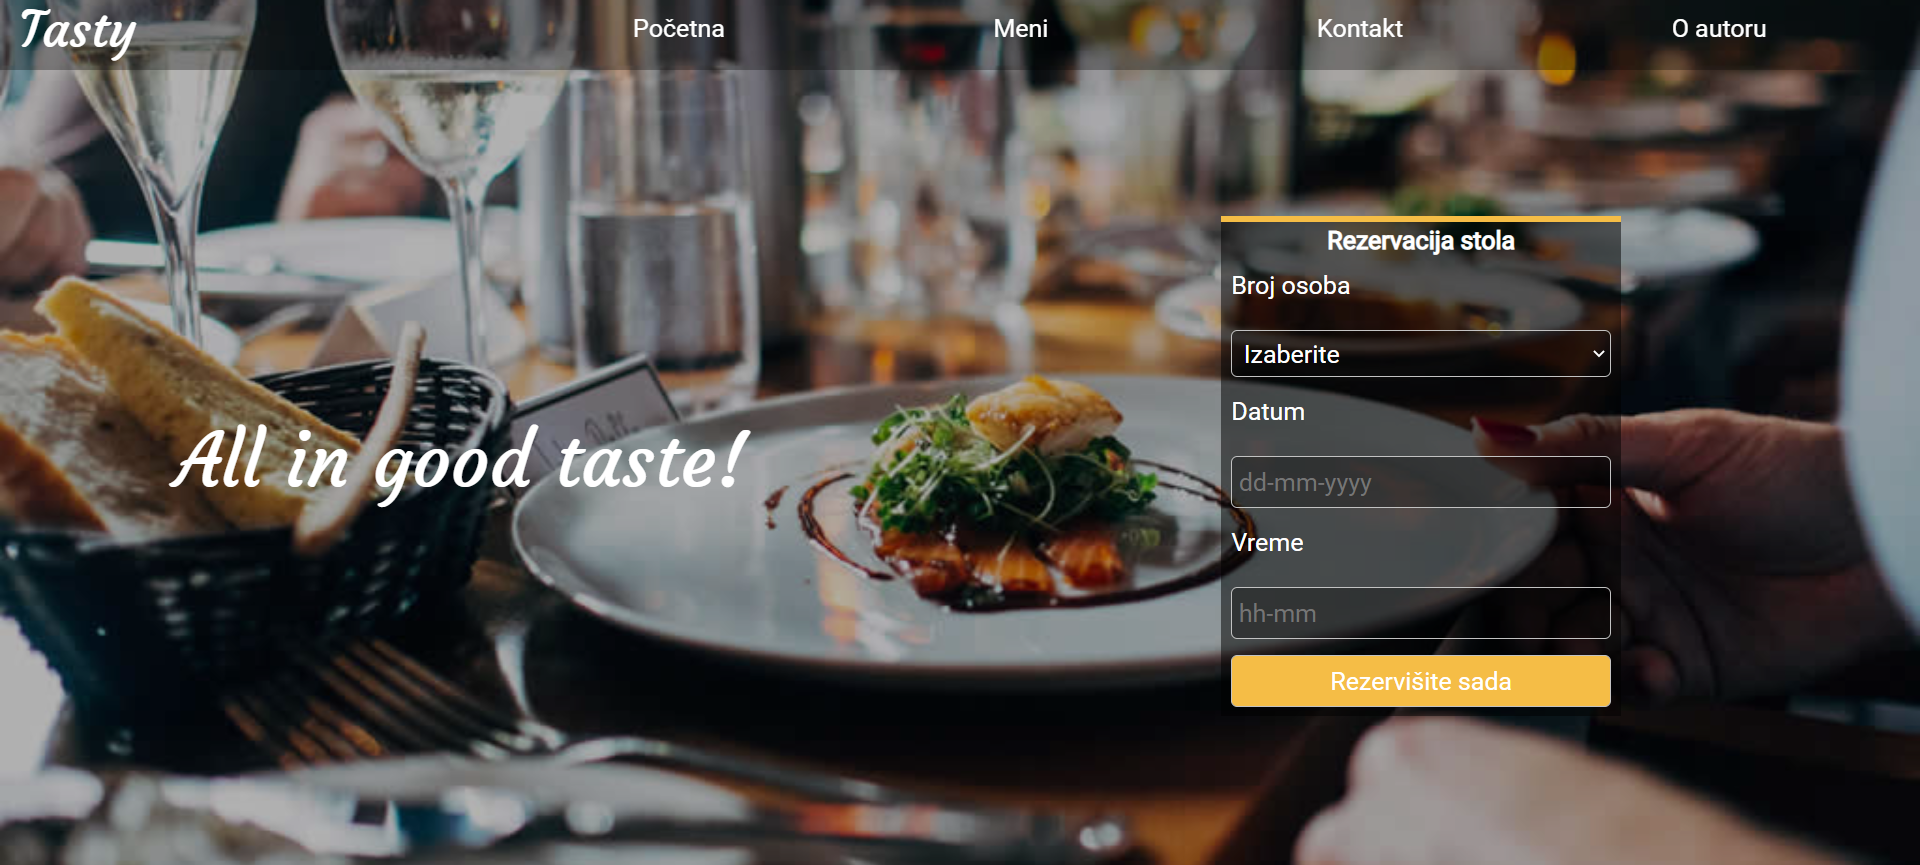 Tasty
Početna
Meni
Kontakt
O autoru
All in good taste!
Rezervacija stola
Broj osoba
Izaberite
Datum
dd-mm-yyyy
Vreme
hh-mm
Rezervišite sada